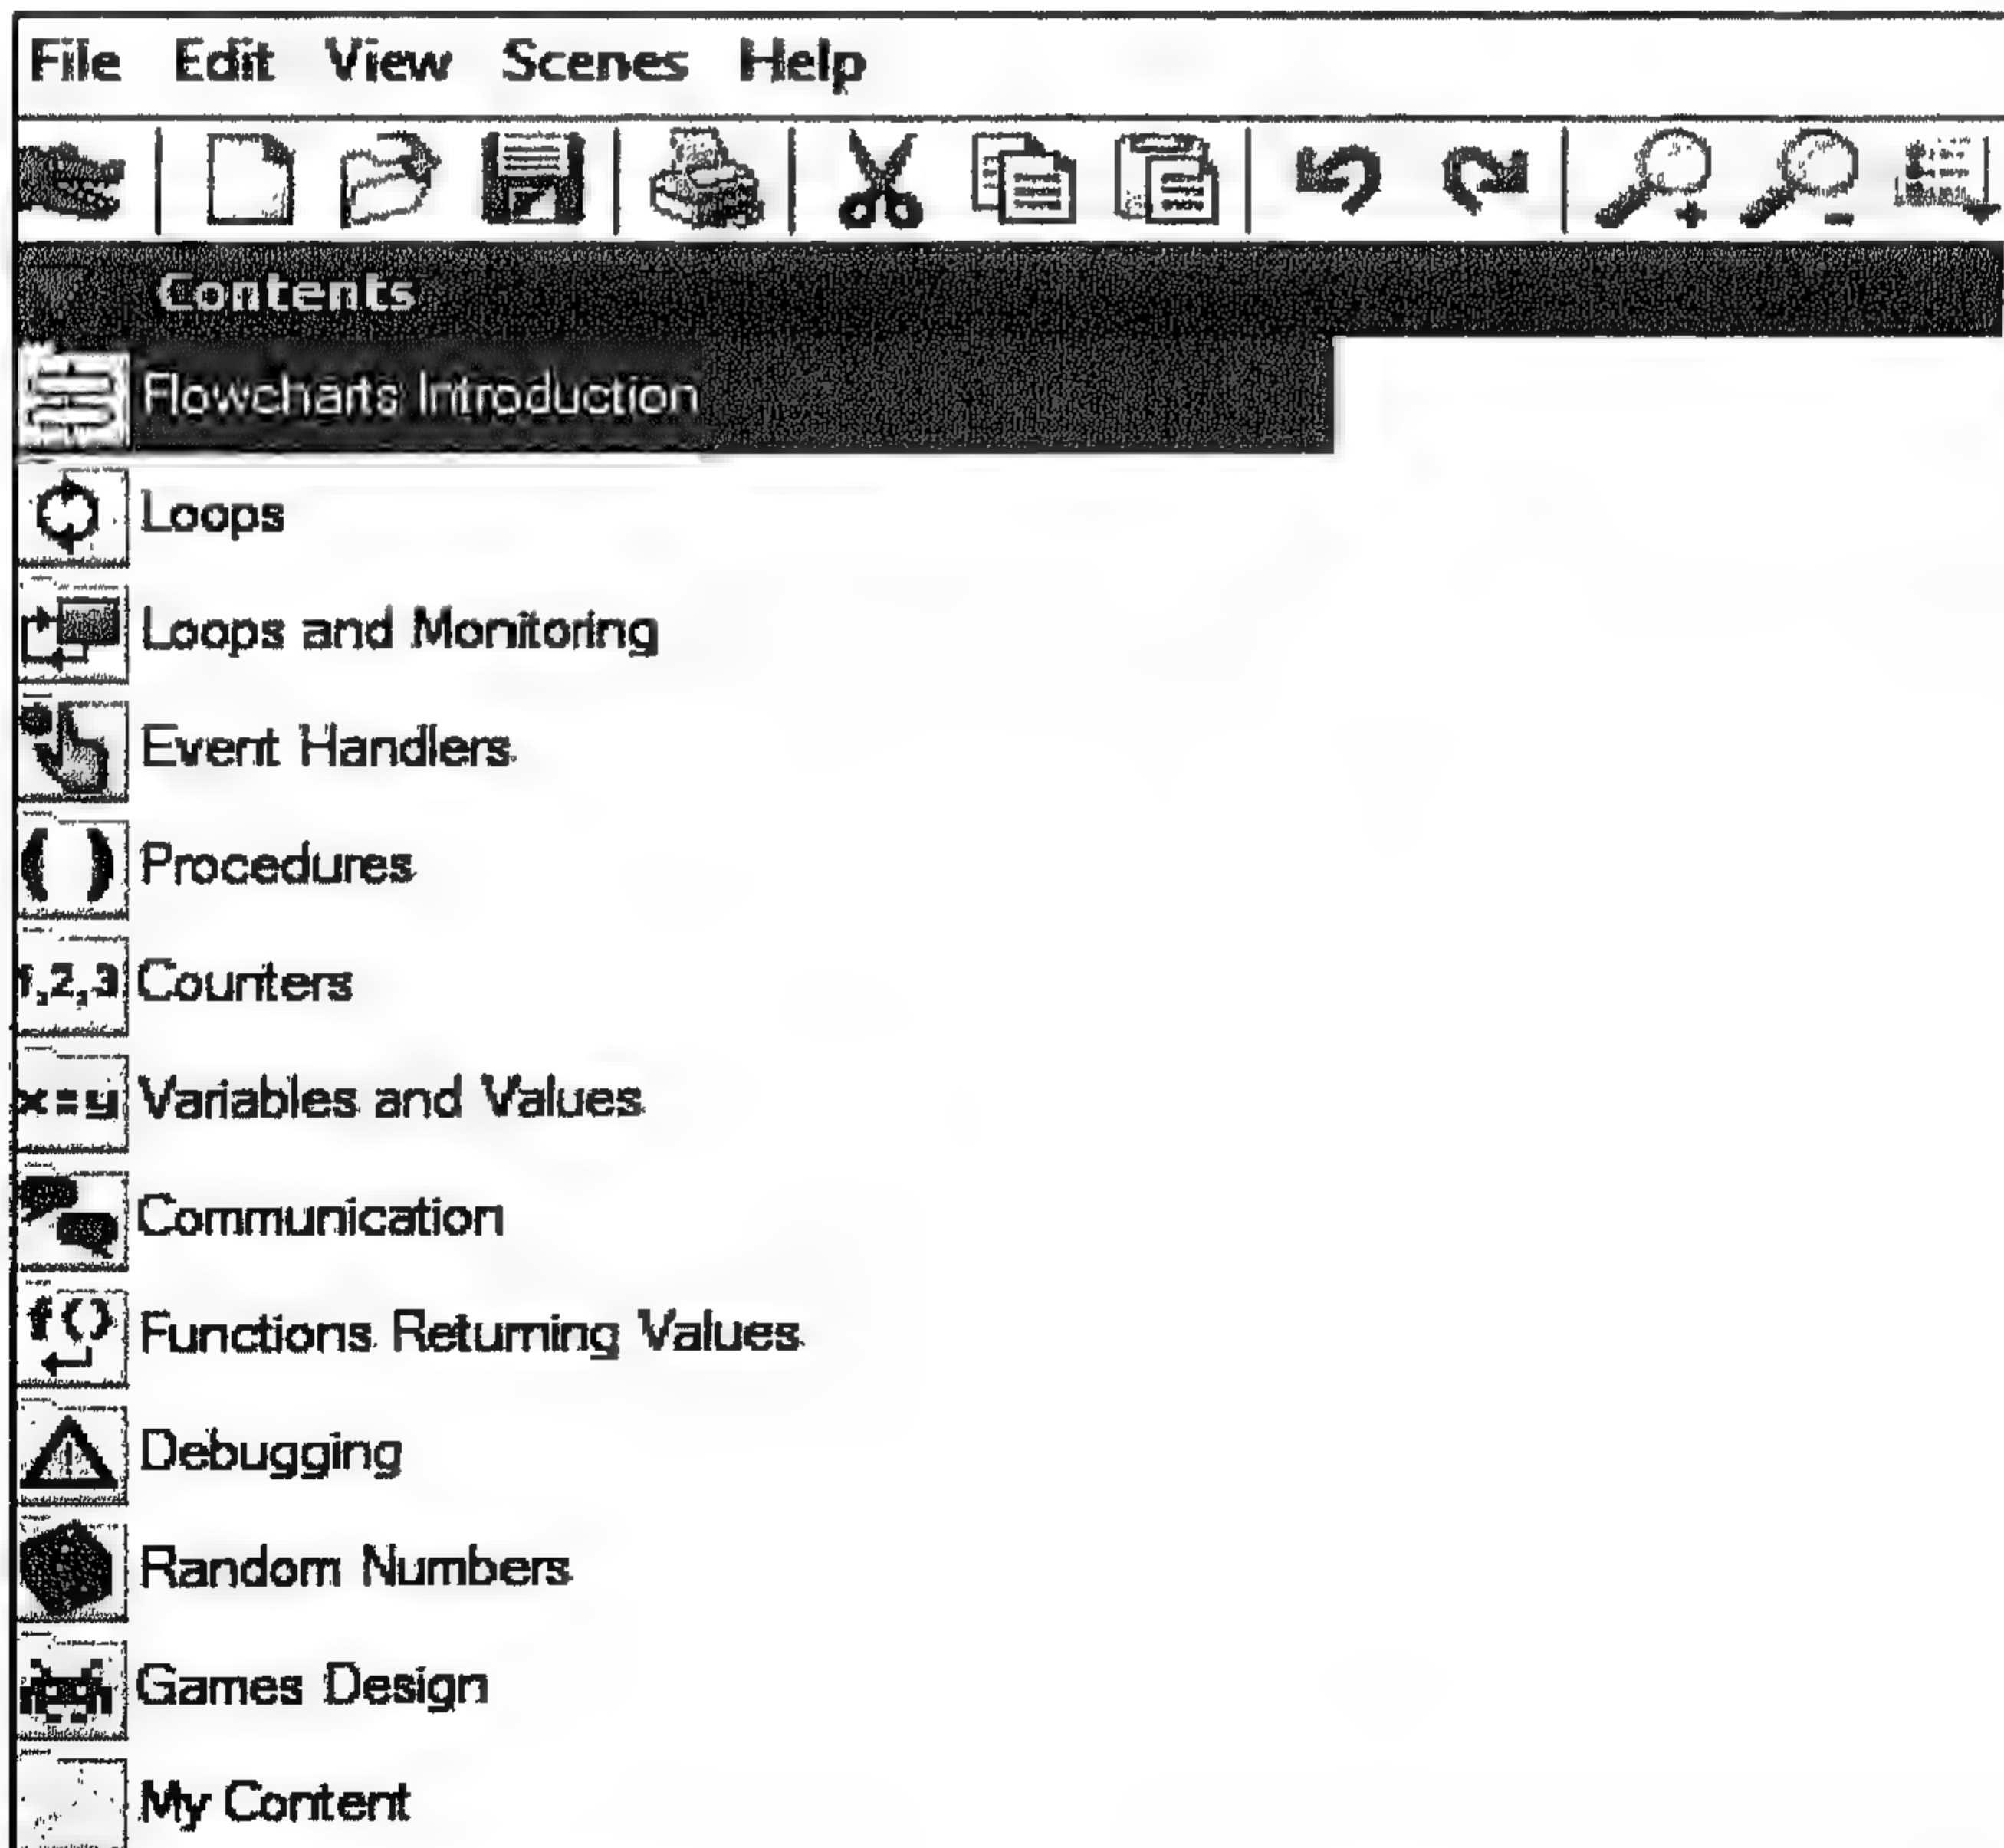 File Edit View Scenes Help
Contents
Flowcharts Introduction
Loops
Loops and Monitoring
Event Handlers
( ) Procedures
1,2,3 Counters
x=y Variables and Values
Communication
f() Functions Returning Values
Debugging
Random Numbers
Games Design
My Content